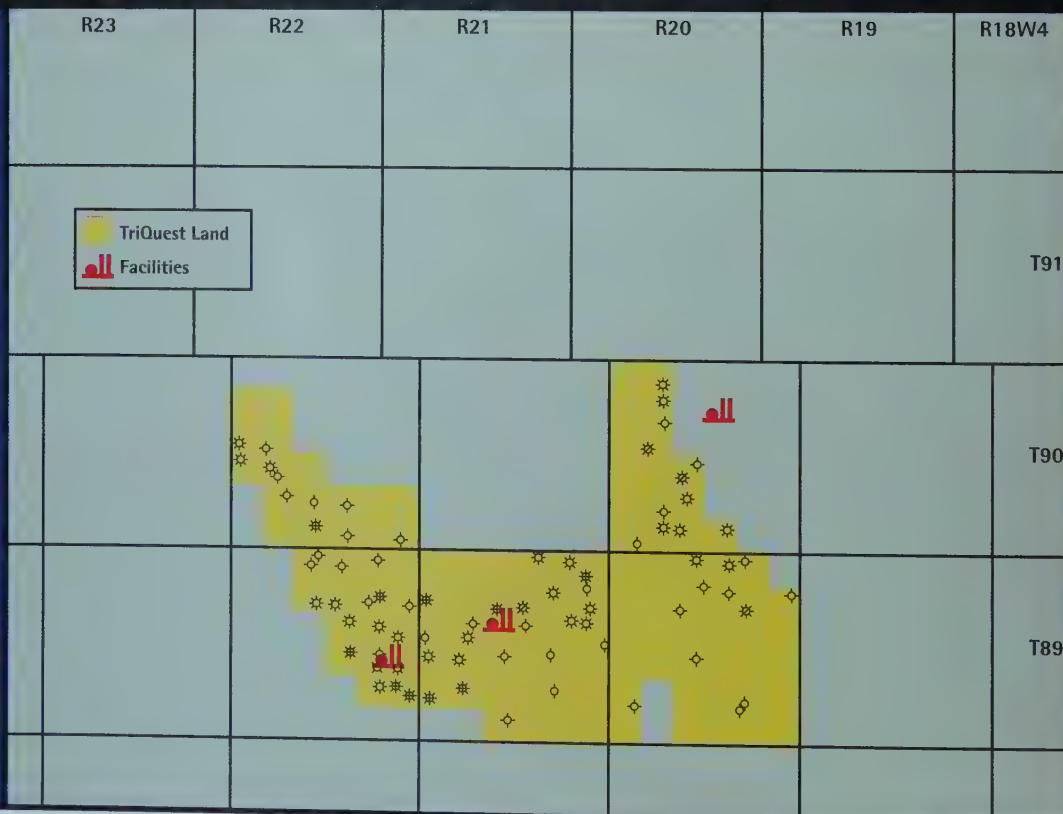 R23 R22 R21 R20 R19 R18W4
TriQuest Land
Facilities
T91
T90
T89